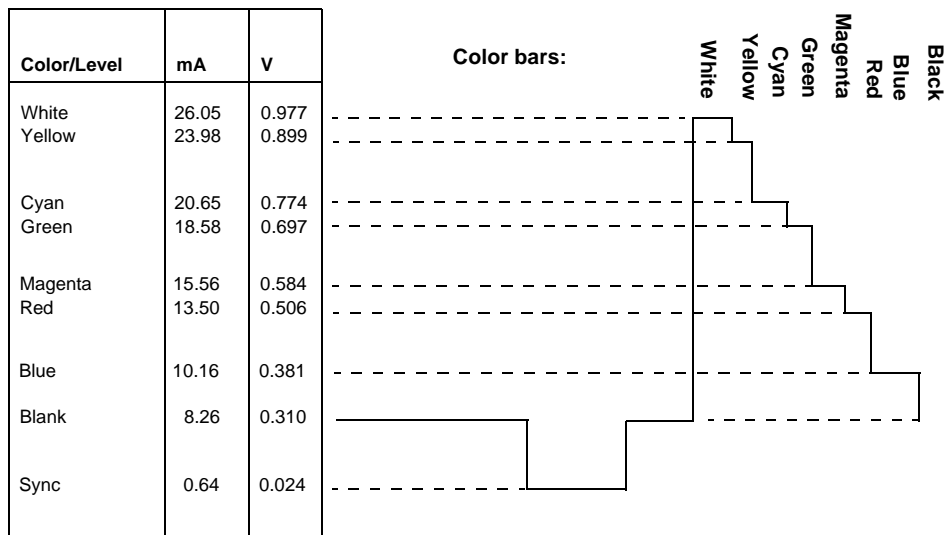 Color bars:
White
Yellow
Cyan
Green
Magenta
Red
Blue
Black
Color/Level mA V
White 26.05 0.977
Yellow 23.98 0.899
Cyan 20.65 0.774
Green 18.58 0.697
Magenta 15.56 0.584
Red 13.50 0.506
Blue 10.16 0.381
Blank 8.26 0.310
Sync 0.64 0.024